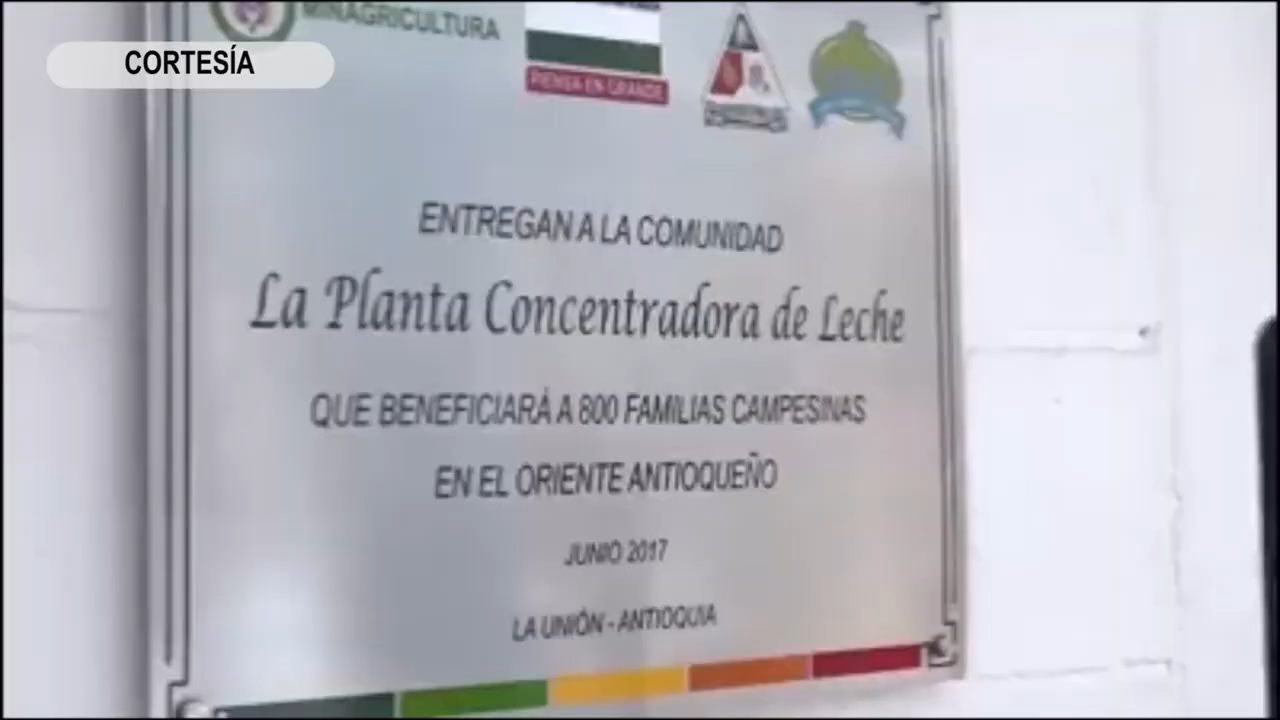 MINAGRICULTURA
CORTESÍA
PIENSA EN GRANDE
ENTREGAN A LA COMUNIDAD
La Planta Concentradora de Leche
QUE BENEFICIARÁ A 800 FAMILIAS CAMPESINAS
EN EL ORIENTE ANTIOQUEÑO
JUNIO 2017
LA UNIÓN - ANTIOQUIA